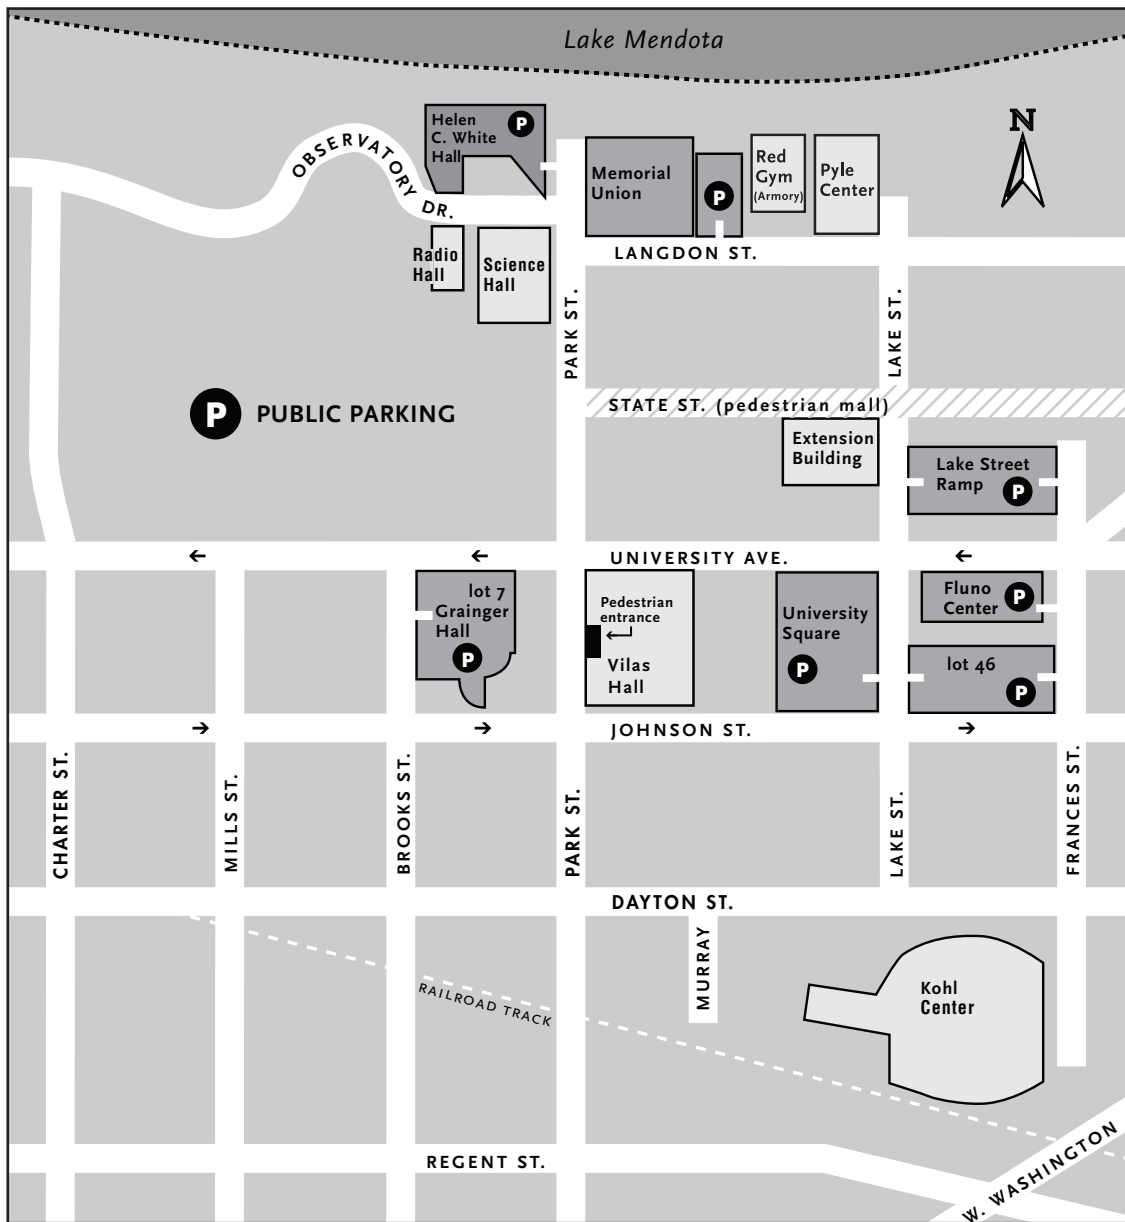 Lake Mendota
N
Helen
C. White
Hall
P
OBSERVATORY DR.
Memorial
Union
P
Red
Gym
(Armory)
Pyle
Center
LANGDON ST.
Radio
Hall
Science
Hall
PARK ST.
LAKE ST.
P PUBLIC PARKING
STATE ST. (pedestrian mall)
Extension
Building
Lake Street
Ramp
P
UNIVERSITY AVE.
lot 7
Grainger
Hall
P
Pedestrian
entrance
Vilas
Hall
University
Square
P
Fluno
Center
P
lot 46
P
JOHNSON ST.
CHARTER ST.
MILLS ST.
BROOKS ST.
PARK ST.
LAKE ST.
FRANCES ST.
DAYTON ST.
MURRAY
RAILROAD TRACK
Kohl
Center
REGENT ST.
W. WASHINGTON